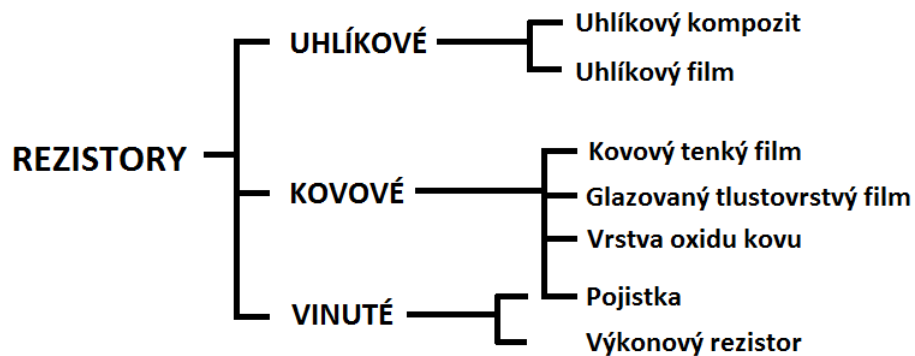 REZISTORY
UHLÍKOVÉ
Uhlíkový kompozit
Uhlíkový film
KOVOVÉ
Kovový tenký film
Glazovaný tlustovrstvý film
Vrstva oxidu kovu
Pojistka
VINUTÉ
Výkonový rezistor